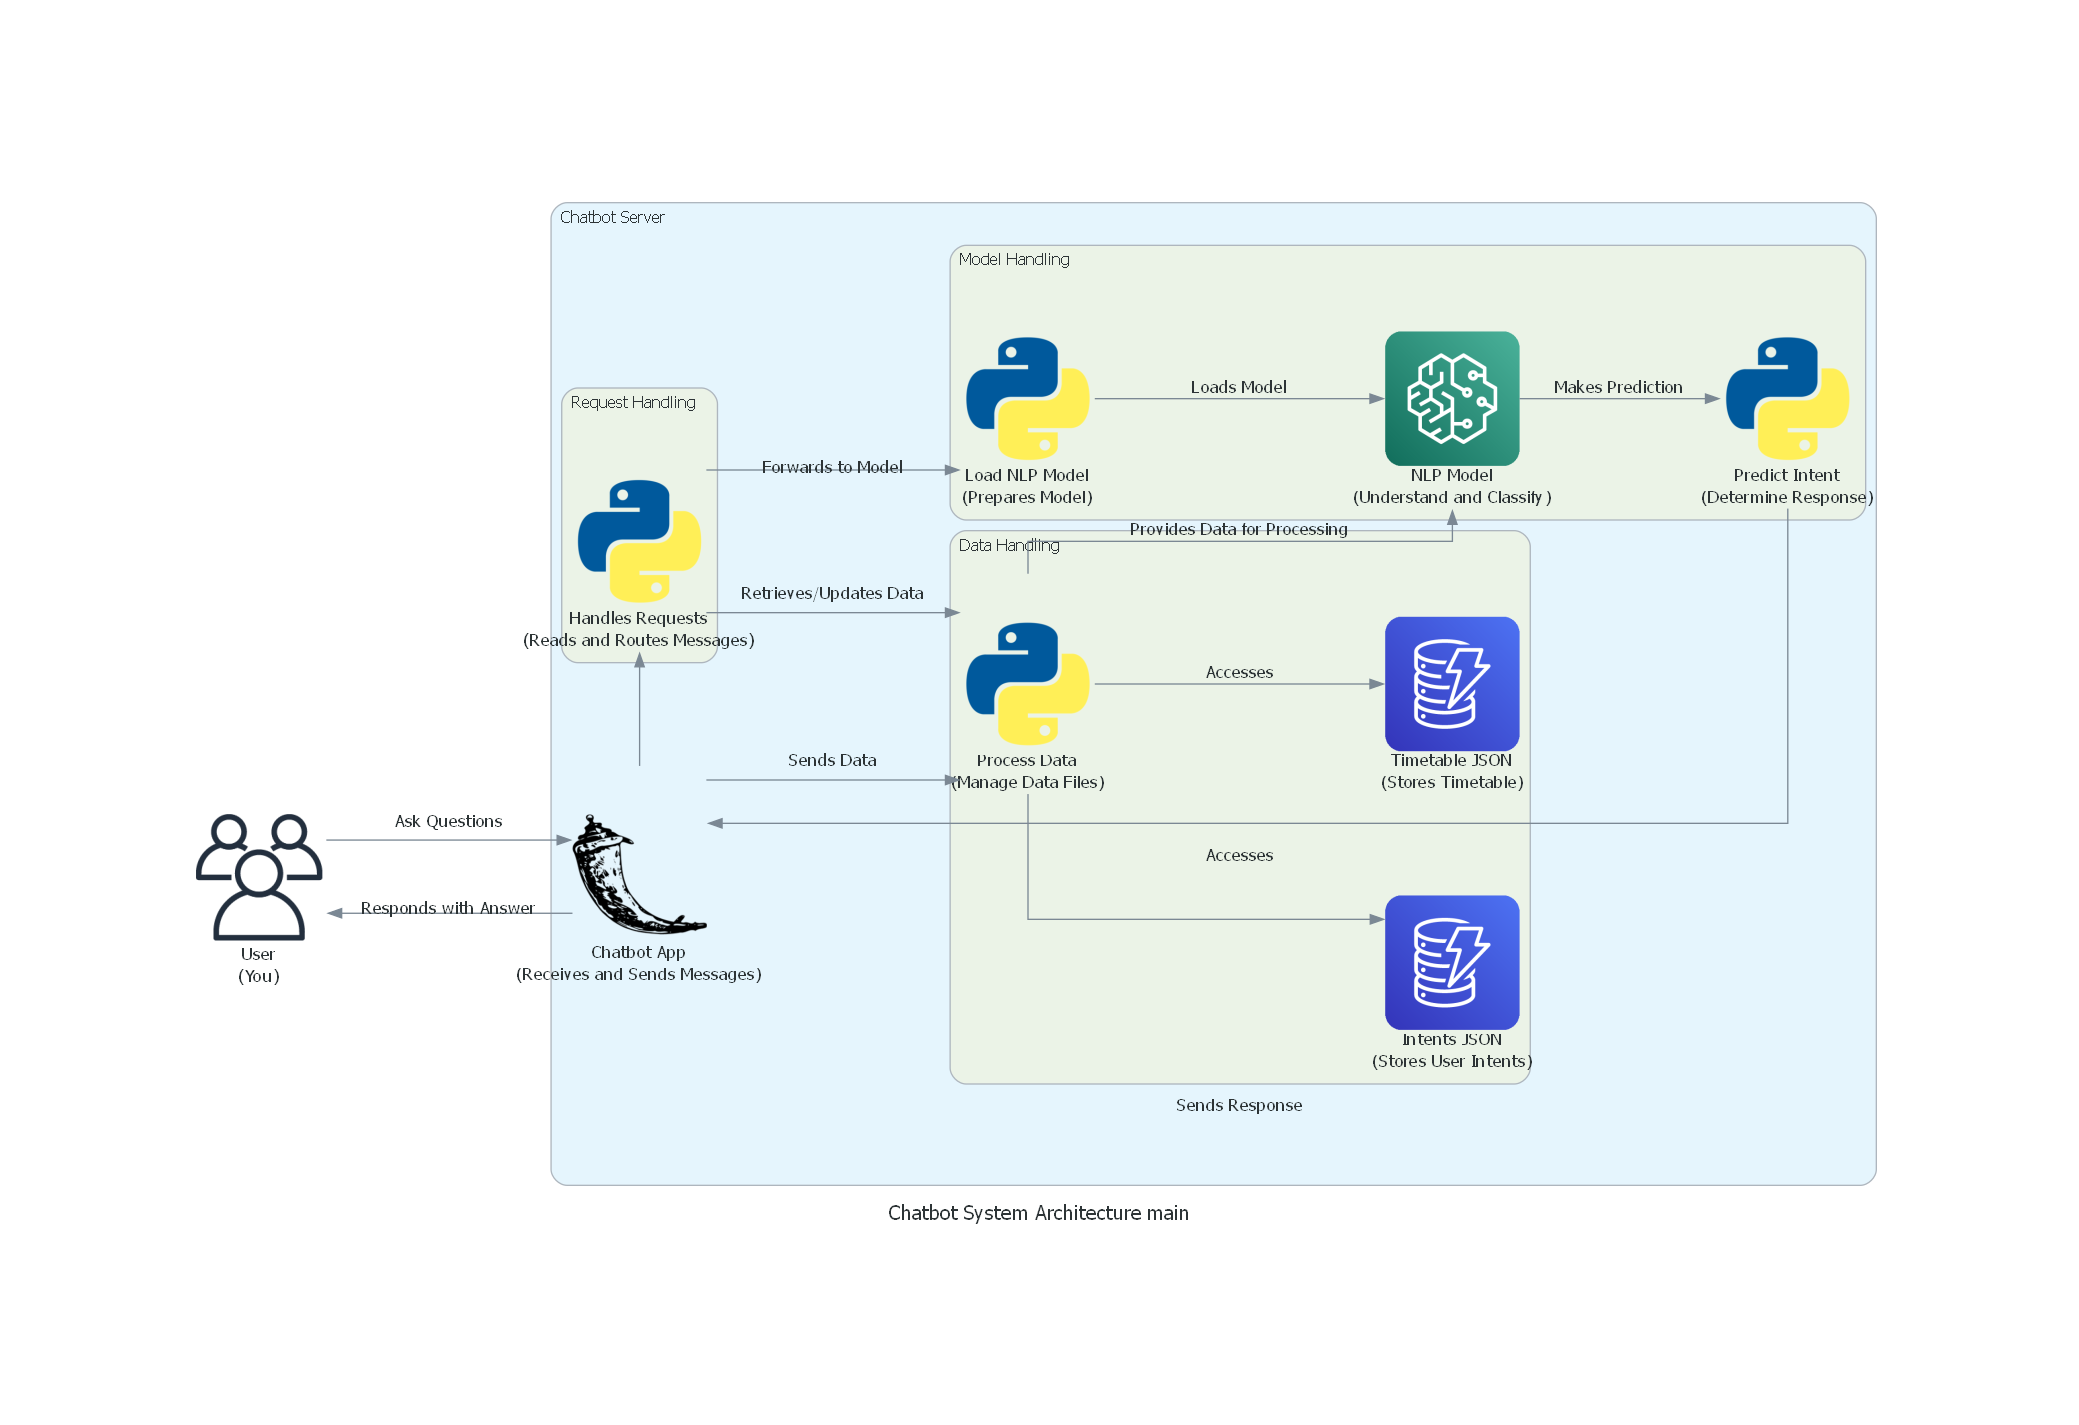 Chatbot Server
Model Handling
Loads Model
Makes Prediction
Request Handling
Forwards to Model
Load NLP Model
(Prepares Model)
NLP Model
(Understand and Classify)
Predict Intent
(Determine Response)
Provides Data for Processing
Data Handling
Retrieves/Updates Data
Handles Requests
(Reads and Routes Messages)
Accesses
Sends Data
Process Data
(Manage Data Files)
Timetable JSON
(Stores Timetable)
Ask Questions
Accesses
Responds with Answer
User
(You)
Chatbot App
(Receives and Sends Messages)
Intents JSON
(Stores User Intents)
Sends Response
Chatbot System Architecture main